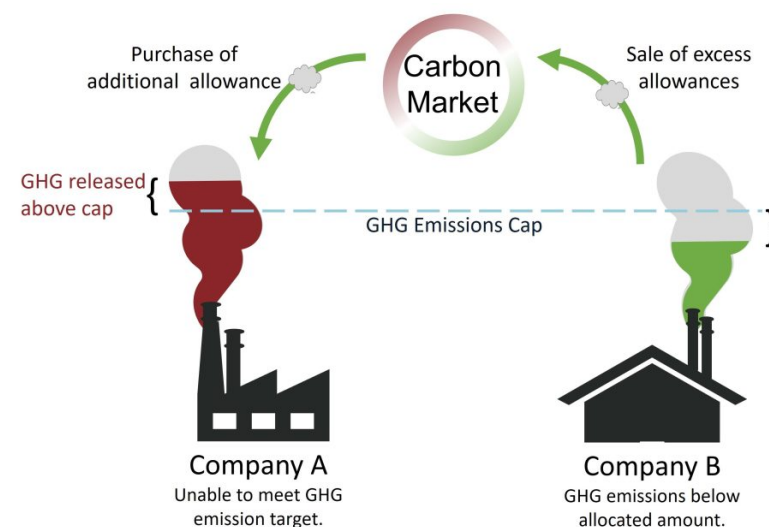 Purchase of
additional allowance
Carbon
Market
Sale of excess
allowances
GHG released
above cap
GHG Emissions Cap
Company A
Unable to meet GHG
emission target.
Company B
GHG emissions below
allocated amount.